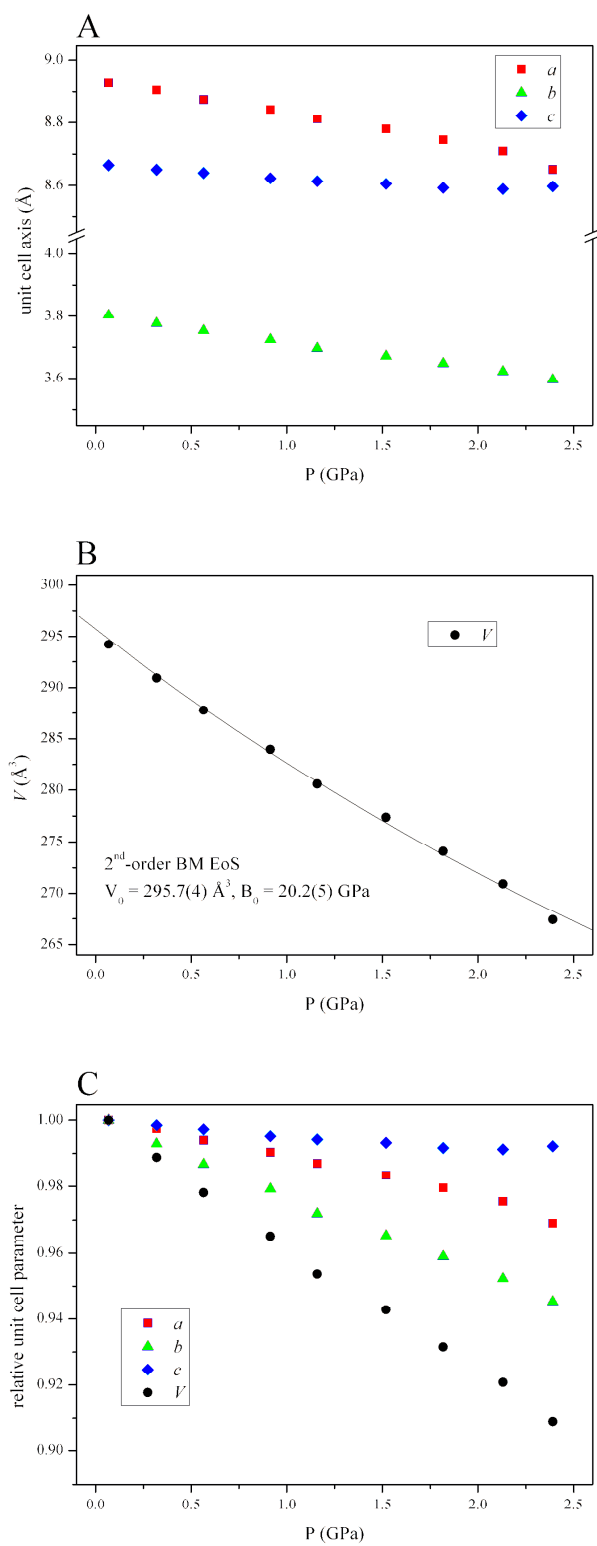 A
9.0
8.8
8.6
4.0
3.8
3.6
unit cell axis (Å)
a
b
c
0.0 0.5 1.0 1.5 2.0 2.5
P (GPa)
B
300
295
290
285
280
275
270
265
V (Å³)
V
2nd-order BM EoS
V₀ = 295.7(4) Å³, B₀ = 20.2(5) GPa
0.0 0.5 1.0 1.5 2.0 2.5
P (GPa)
C
1.00
0.98
0.96
0.94
0.92
0.90
relative unit cell parameter
a
b
c
V
0.0 0.5 1.0 1.5 2.0 2.5
P (GPa)